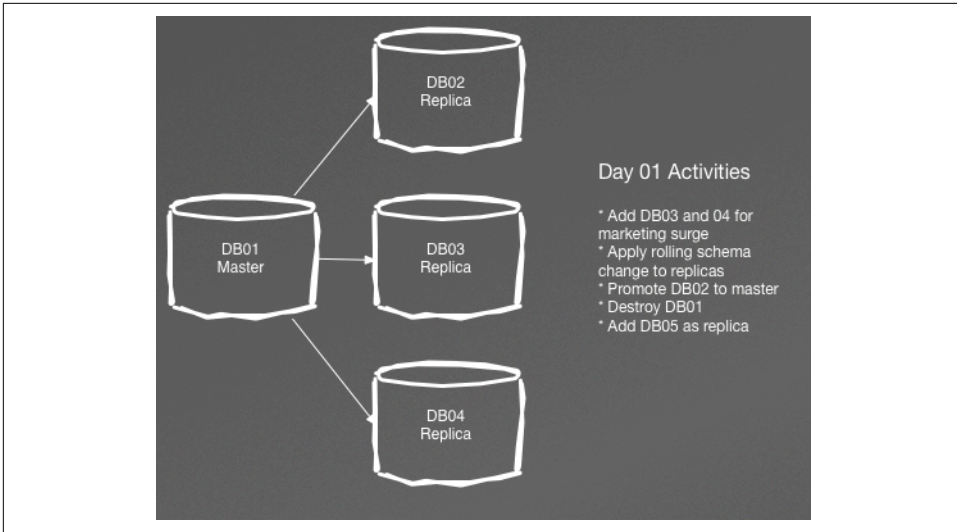 DB02
Replica
DB01
Master
DB03
Replica
DB04
Replica
Day 01 Activities
* Add DB03 and 04 for
marketing surge
* Apply rolling schema
change to replicas
* Promote DB02 to master
* Destroy DB01
* Add DB05 as replica